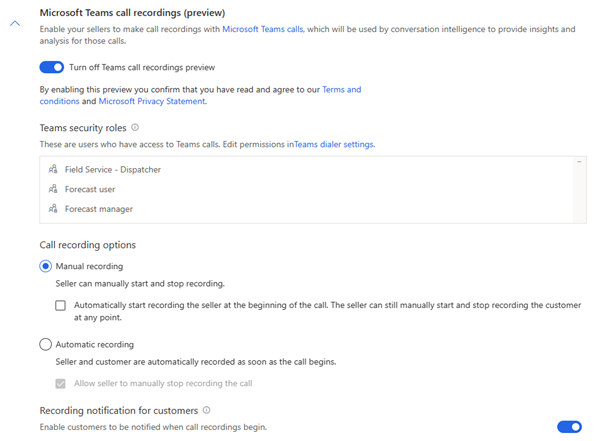 Microsoft Teams call recordings (preview)
Enable your sellers to make call recordings with Microsoft Teams calls, which will be used by conversation intelligence to provide insights and
analysis for those calls.
Turn off Teams call recordings preview
By enabling this preview you confirm that you have read and agree to our Terms and
conditions and Microsoft Privacy Statement.
Teams security roles
These are users who have access to Teams calls. Edit permissions inTeams dialer settings.
Field Service - Dispatcher
Forecast user
Forecast manager
Call recording options
Manual recording
Seller can manually start and stop recording.
Automatically start recording the seller at the beginning of the call. The seller can still manually start and stop recording the customer
at any point.
Automatic recording
Seller and customer are automatically recorded as soon as the call begins.
Allow seller to manually stop recording the call
Recording notification for customers
Enable customers to be notified when call recordings begin.